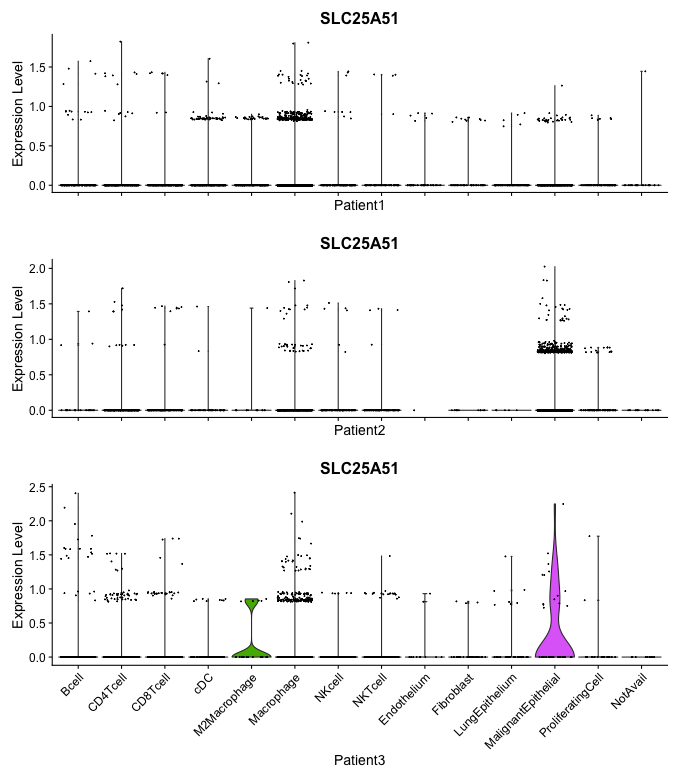 SLC25A51
Expression Level
1.5
1.0
0.5
0.0
Patient1
SLC25A51
Expression Level
2.0
1.5
1.0
0.5
0.0
Patient2
SLC25A51
Expression Level
2.5
2.0
1.5
1.0
0.5
0.0
Bcell
CD4Tcell
CD8Tcell
cDC
M2Macrophage
Macrophage
NKcell
NKTcell
Endothelium
Fibroblast
LungEpithelium
MalignantEpithelial
ProliferatingCell
NotAvail
Patient3